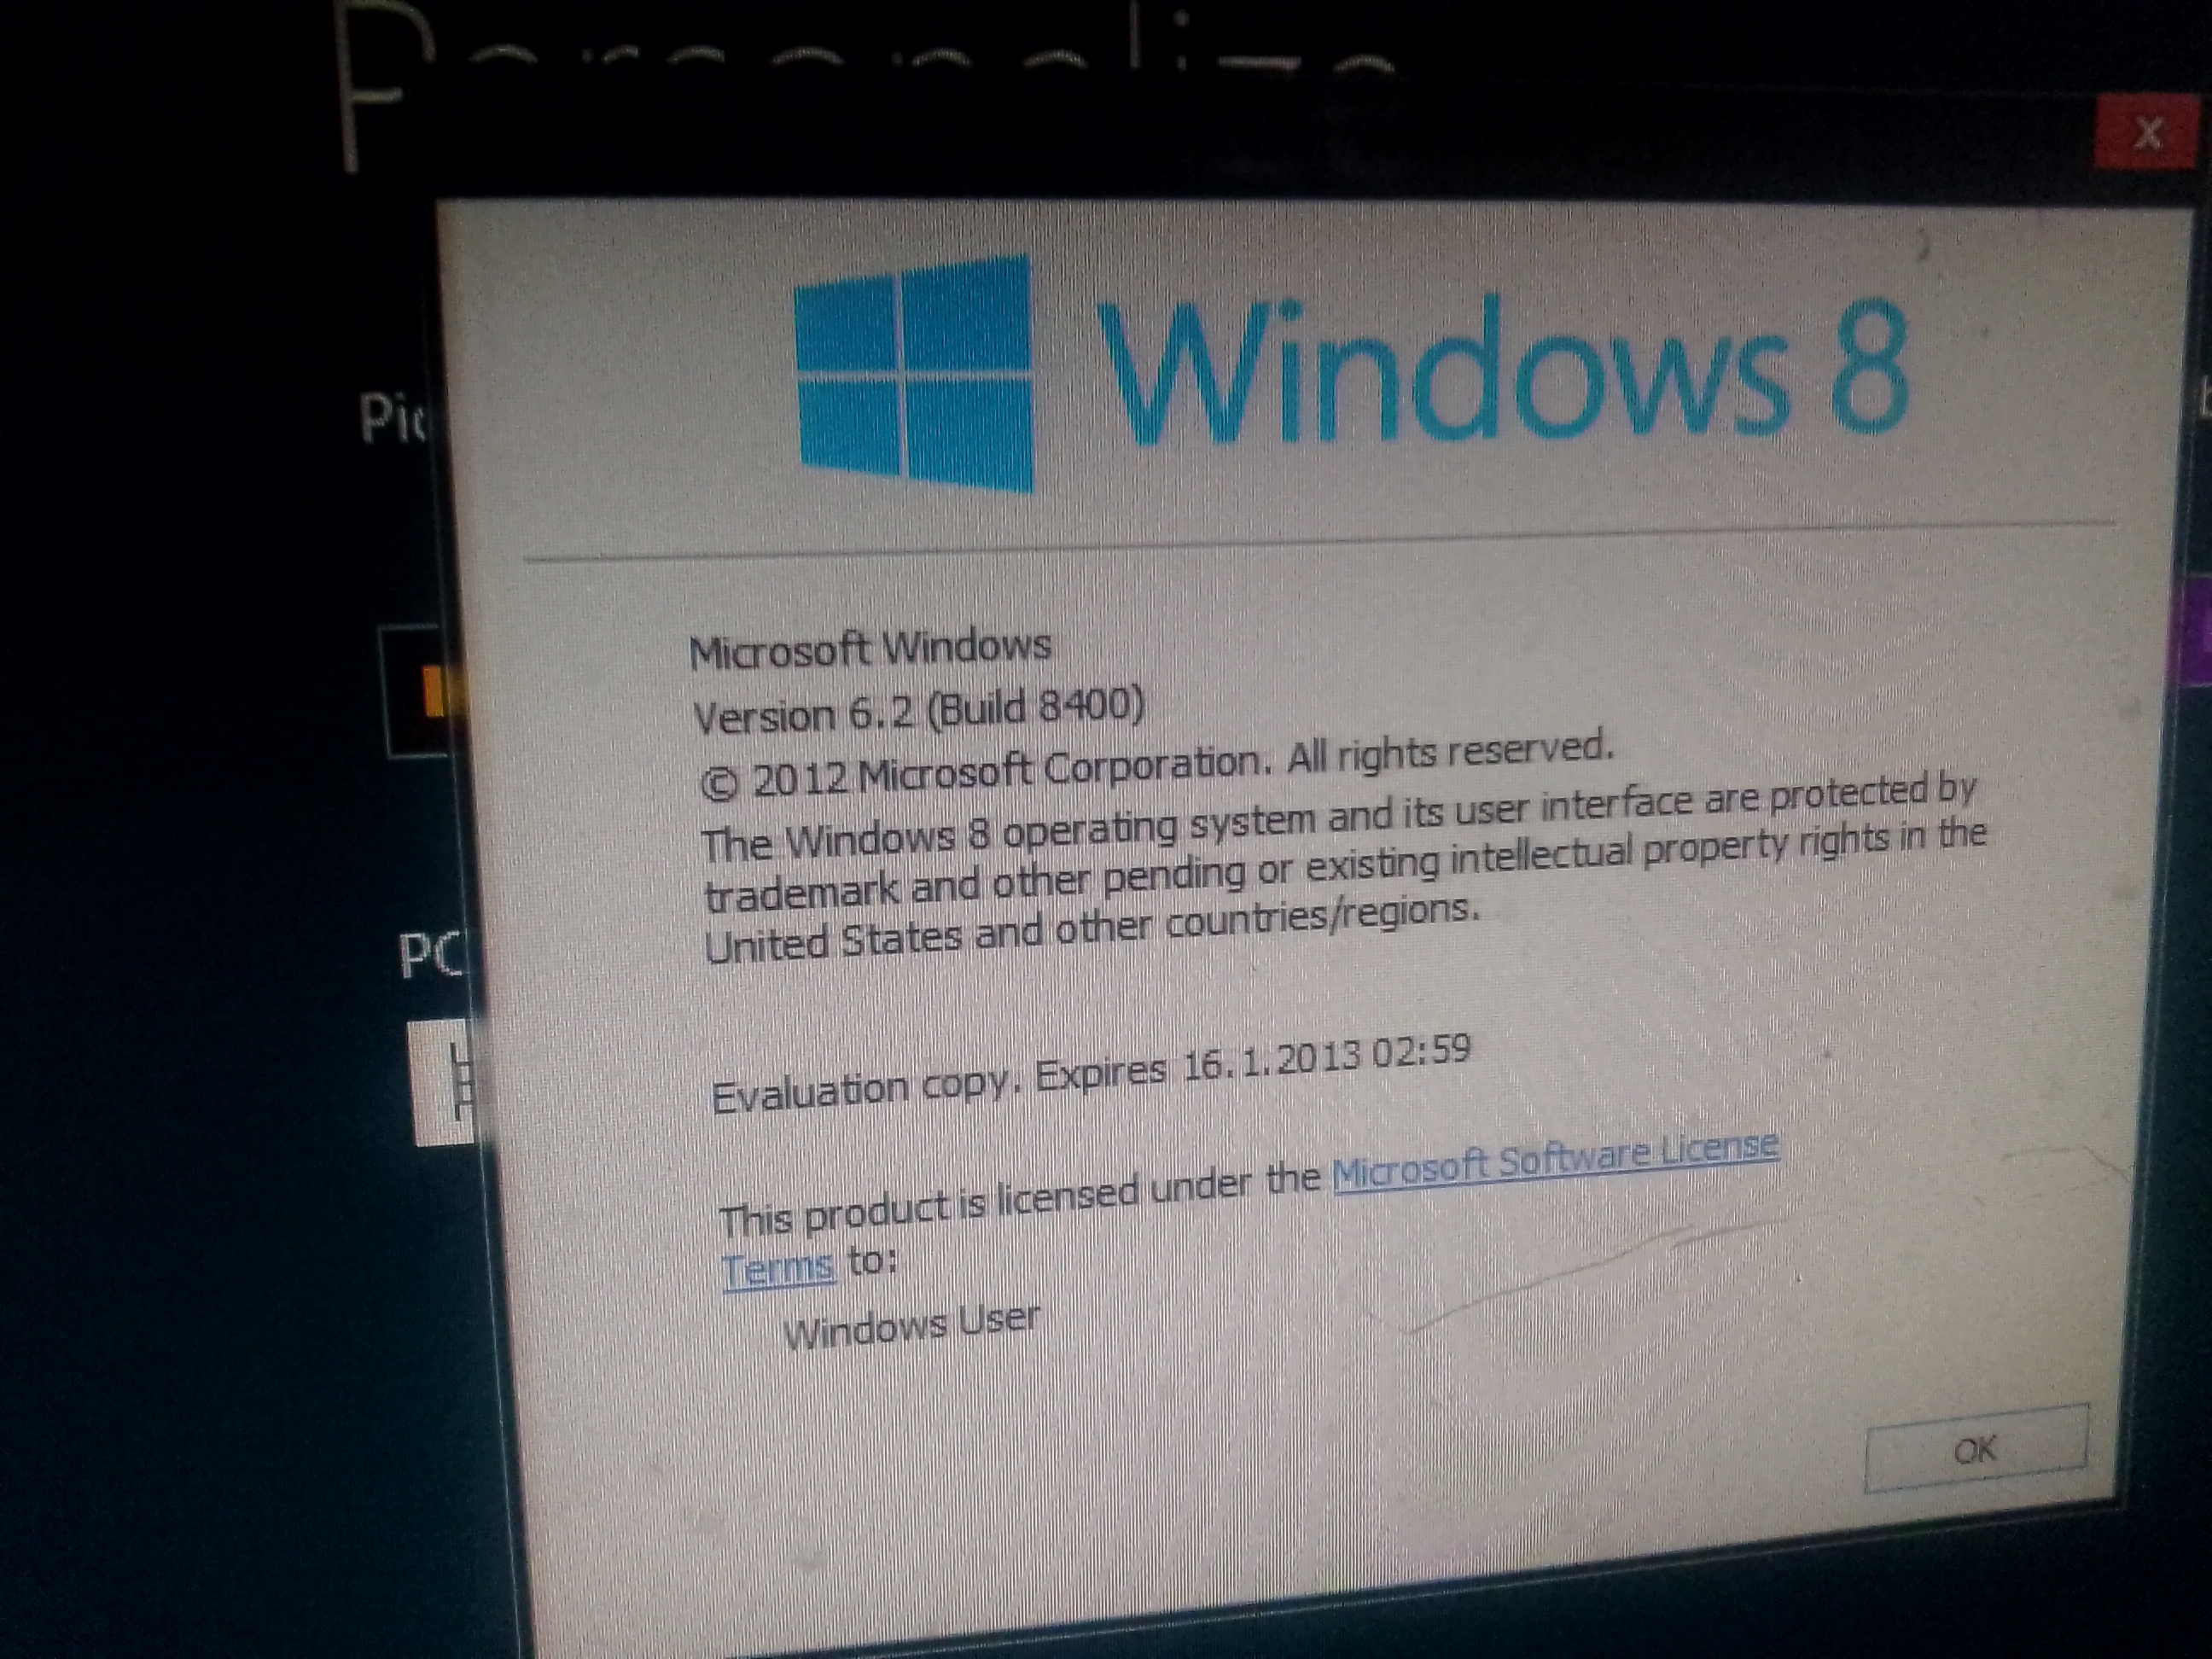 Personalize
X
Windows 8
Pic
Microsoft Windows
Version 6.2 (Build 8400)
© 2012 Microsoft Corporation. All rights reserved.
The Windows 8 operating system and its user interface are protected by
trademark and other pending or existing intellectual property rights in the
United States and other countries/regions.
PC
Evaluation copy. Expires 16.1.2013 02:59
This product is licensed under the Microsoft Software License
Terms to:
Windows User
OK